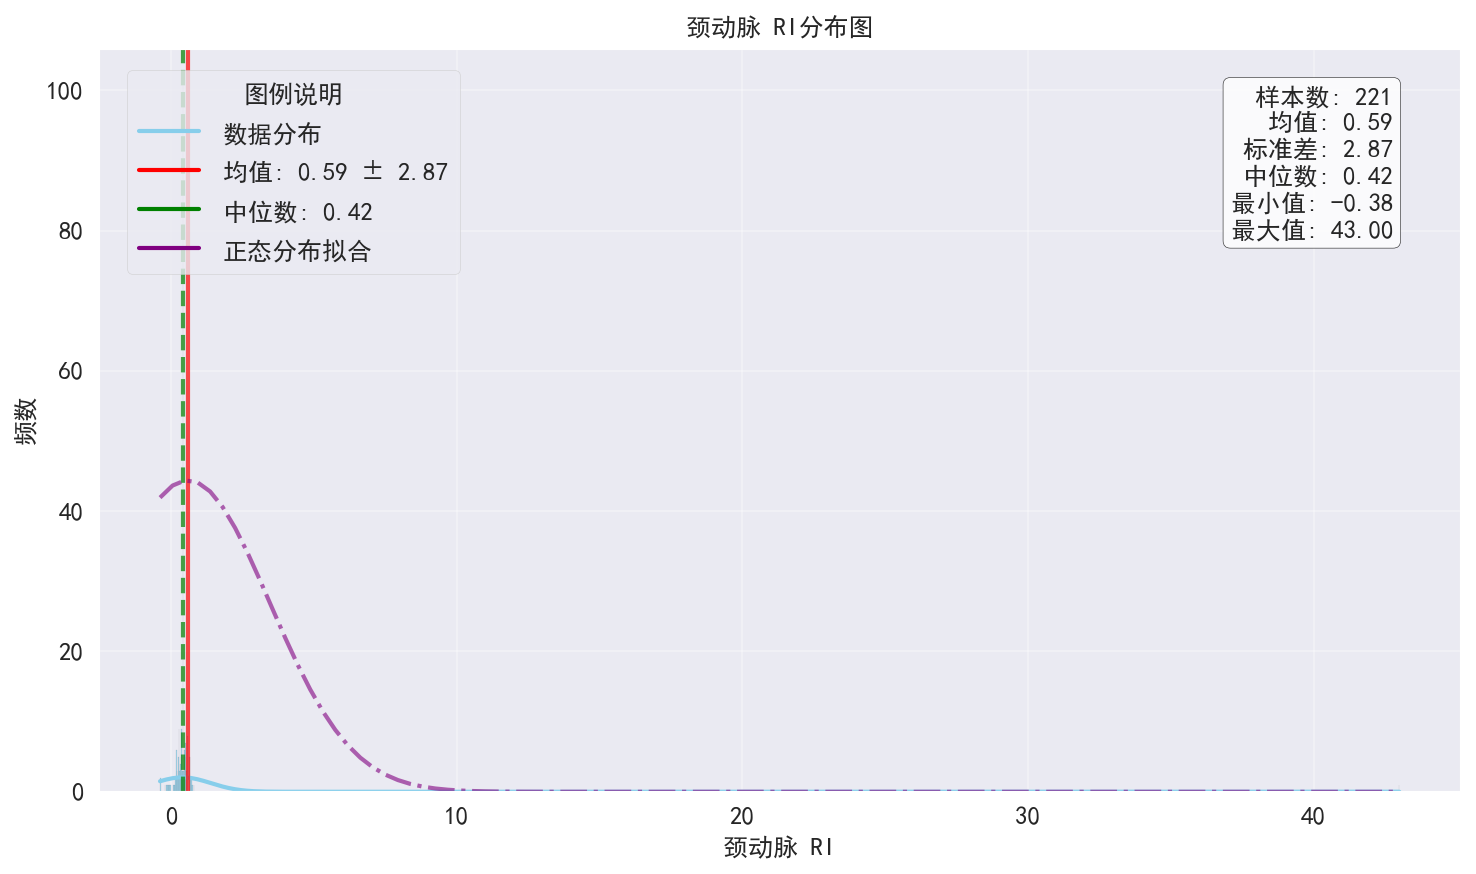 颈动脉 RI分布图
图例说明
数据分布
均值: 0.59 ± 2.87
中位数: 0.42
正态分布拟合
样本数: 221
均值: 0.59
标准差: 2.87
中位数: 0.42
最小值: -0.38
最大值: 43.00
频数
100
80
60
40
20
0
0
10
20
30
40
颈动脉 RI